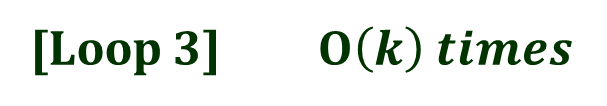 [Loop 3] O(k) times